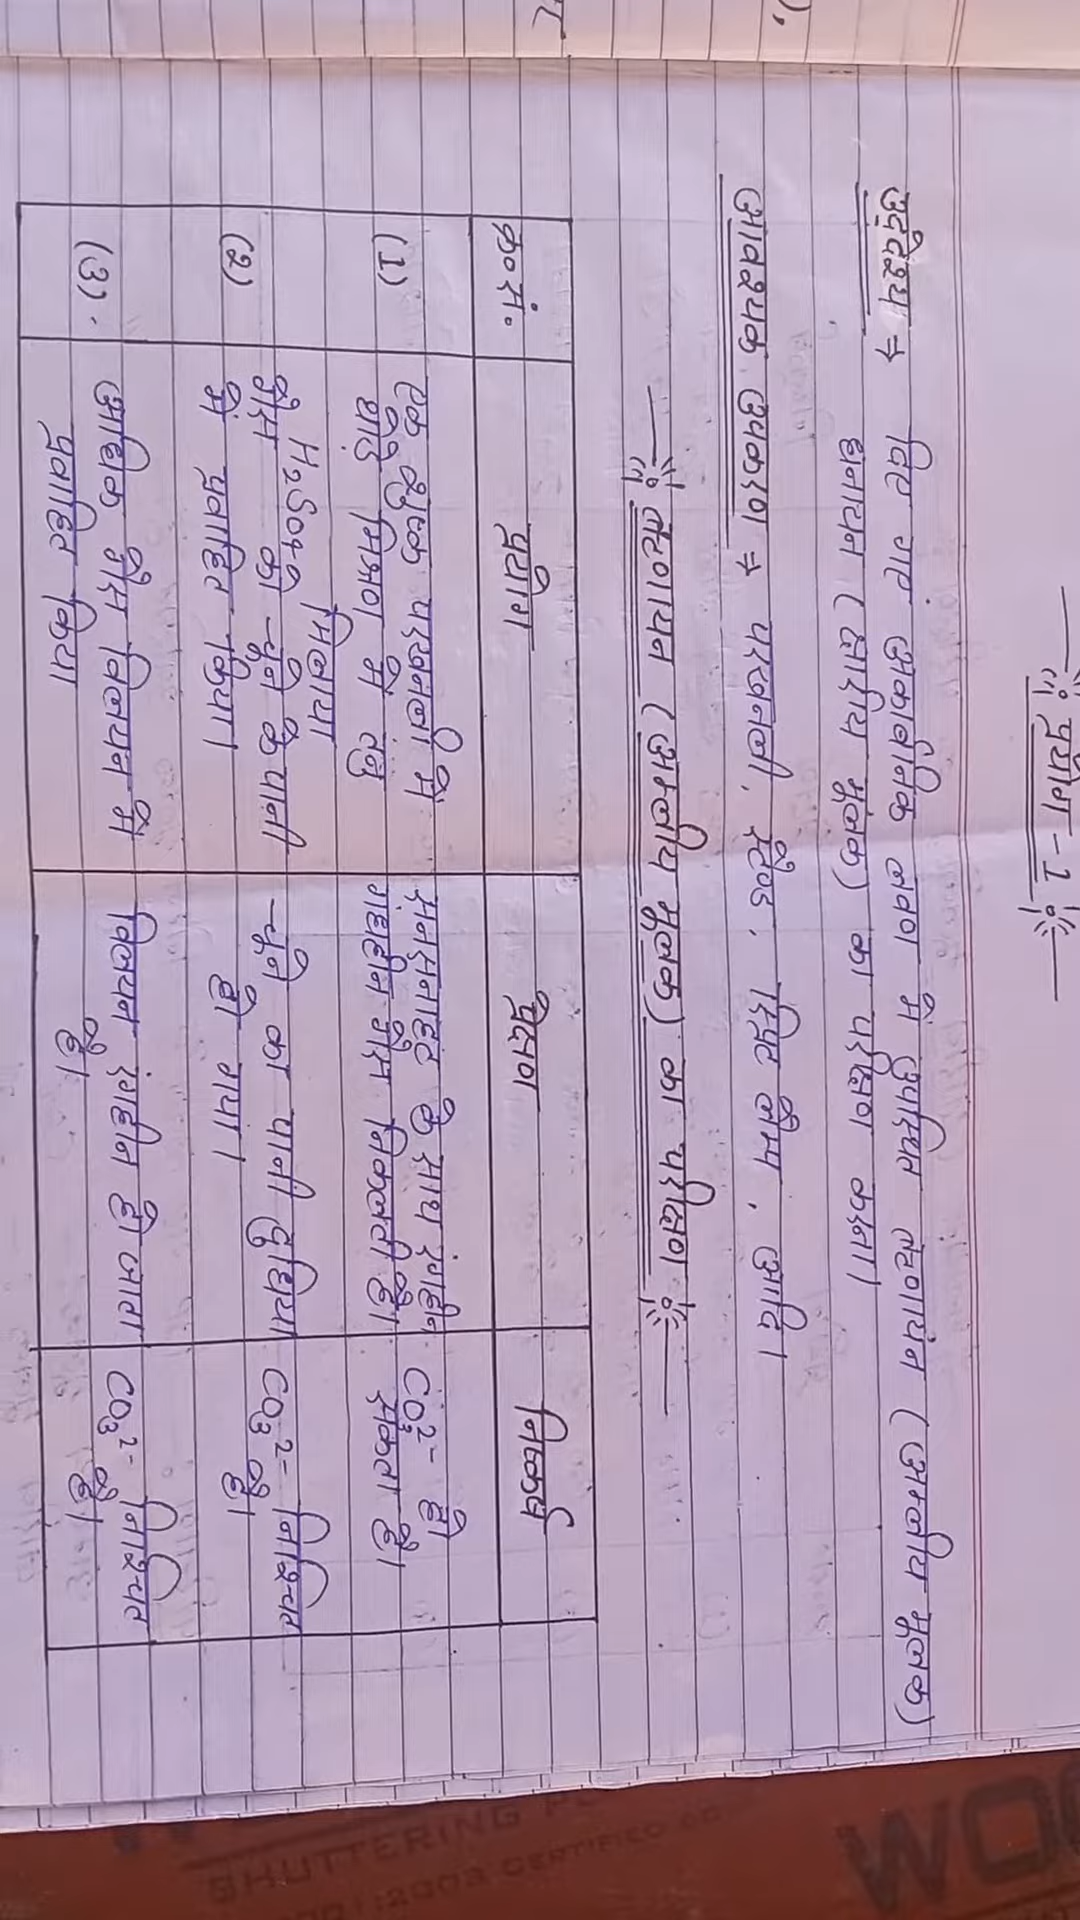 प्रयोग - 1
उद्देश्य ⇒ दिए गए अकार्बनिक लवण में उपस्थित ऋणायन (अम्लीय मूलक)
धनायन (क्षारीय मूलक) का परीक्षण करना।
आवश्यक उपकरण ⇒ परखनली, स्टैण्ड, स्प्रिट लैम्प, आदि।
ऋणायन (अम्लीय मूलक) का परीक्षण
क्र०सं०
प्रयोग
प्रेक्षण
निष्कर्ष
(1)
एक शुष्क परखनली में
थोड़े मिश्रण में तनु
H2SO4 मिलाया
सनसनाहट के साथ रंगहीन
गंधहीन गैस निकलती है।
CO3 2- हो
सकता है।
(2)
गैस को चूने के पानी
में प्रवाहित किया।
चूने का पानी दुधिया
हो गया।
CO3 2- निश्चित
है।
(3).
अधिक गैस विलयन में
प्रवाहित किया
विलयन रंगहीन हो जाता
है।
CO3 2- निश्चित
है।
SHUTTERING
CERTIFIED
WOO